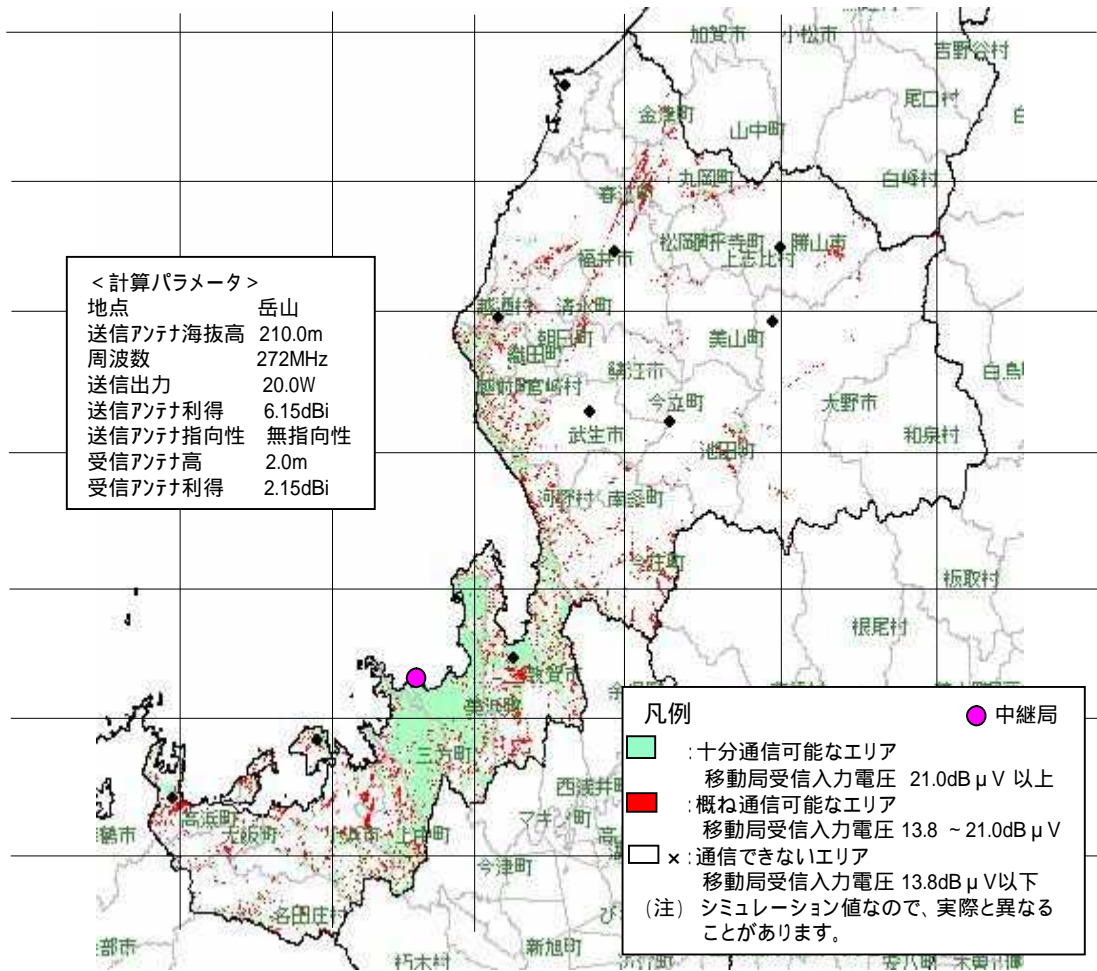 加賀市
小松市
吉野谷村
尾口村
金津町
山中町
白峰村
丸岡町
春江町
福井市
上志比村
勝山市
越廼村
清水町
朝日町
織田町
宮崎村
鯖江市
美山町
今立町
大野市
和泉村
武生市
池田町
河野村
南条町
今庄町
板取村
根尾村
敦賀市
美浜町
三方町
西浅井町
マキノ町
高浜町
大飯町
小浜市
上中町
今津町
名田庄村
新旭町
朽木村
<計算パラメータ>
地点 岳山
送信アンテナ海抜高 210.0m
周波数 272MHz
送信出力 20.0W
送信アンテナ利得 6.15dBi
送信アンテナ指向性 無指向性
受信アンテナ高 2.0m
受信アンテナ利得 2.15dBi
凡例 中継局
:十分通信可能なエリア
移動局受信入力電圧 21.0dBμV 以上
:概ね通信可能なエリア
移動局受信入力電圧 13.8 ~21.0dBμV
×:通信できないエリア
移動局受信入力電圧 13.8dBμV以下
(注) シミュレーション値なので、実際と異なる
ことがあります。